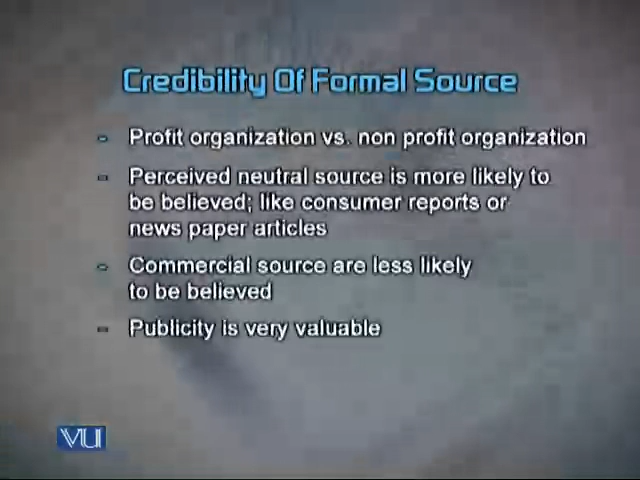 Credibility Of Formal Source
- Profit organization vs. non profit organization
- Perceived neutral source is more likely to
be believed; like consumer reports or
news paper articles
- Commercial source are less likely
to be believed
- Publicity is very valuable
VU